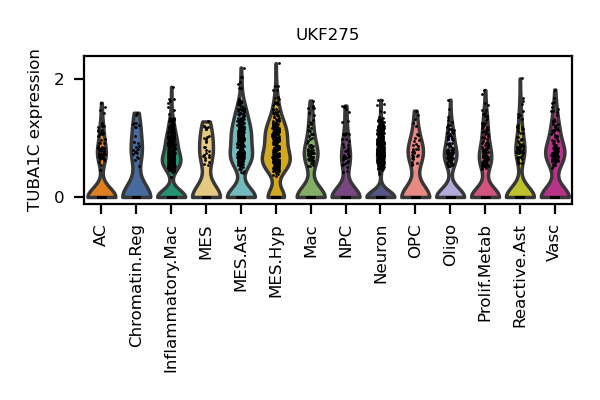 UKF275
TUBA1C expression
2
0
AC
Chromatin.Reg
Inflammatory.Mac
MES
MES.Ast
MES.Hyp
Mac
NPC
Neuron
OPC
Oligo
Prolif.Metab
Reactive.Ast
Vasc